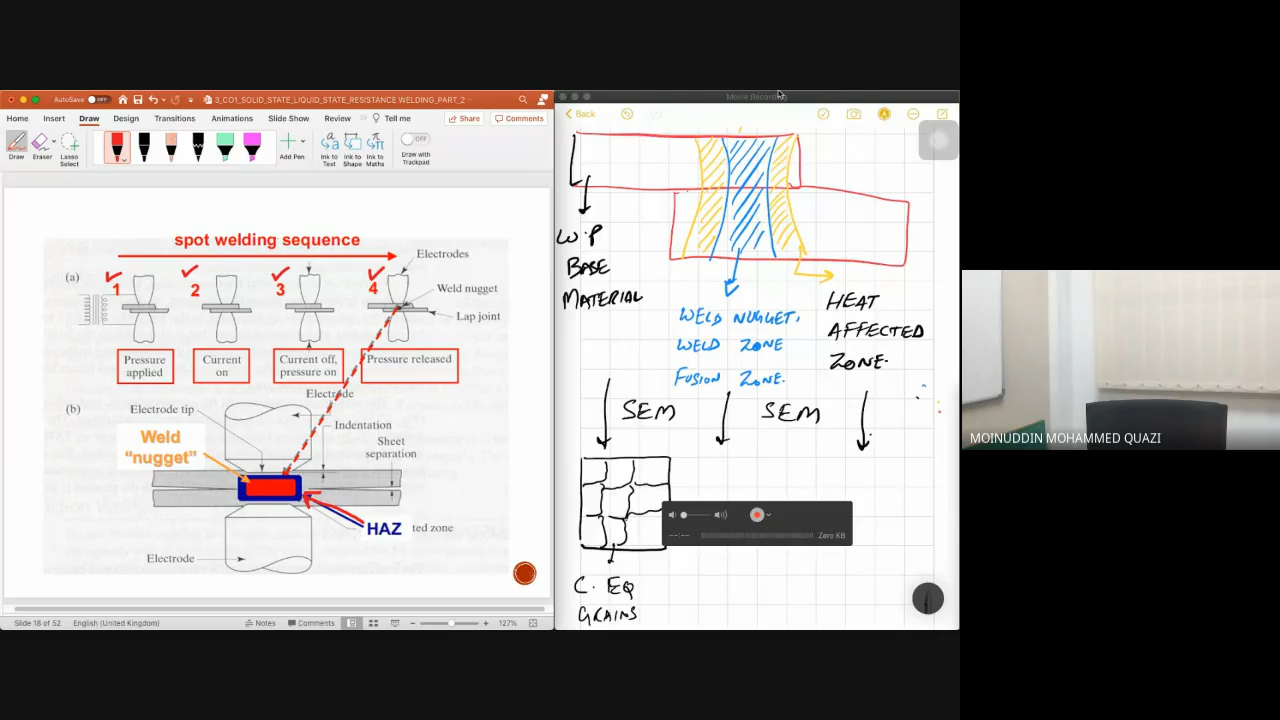 AutoSave OFF
3_CO1_SOLID_STATE_LIQUID_STATE_RESISTANCE.WELDING_PART_2
Home Insert Draw Design Transitions Animations Slide Show Review Tell me Share Comments
Draw
Eraser
Lasso Select
Add Pen
Ink to Text
Ink to Shape
Ink to Maths
OFF
Draw with Trackpad
spot welding sequence
(a)
1 2 3 4
Electrodes
Weld nugget
Lap joint
Pressure applied
Current on
Current off, pressure on
Pressure released
(b)
Electrode
Electrode tip
Indentation
Sheet separation
Weld "nugget"
HAZ
ted zone
Electrode
Slide 18 of 52 English (United Kingdom) Notes Comments 127%
Movie Recording
Back
W.P
BASE
MATERIAL
WELD NUGGET,
WELD ZONE
FUSION ZONE.
HEAT
AFFECTED
ZONE.
SEM SEM
--:-- Zero KB
C. EQ
GRAINS
MOINUDDIN MOHAMMED QUAZI